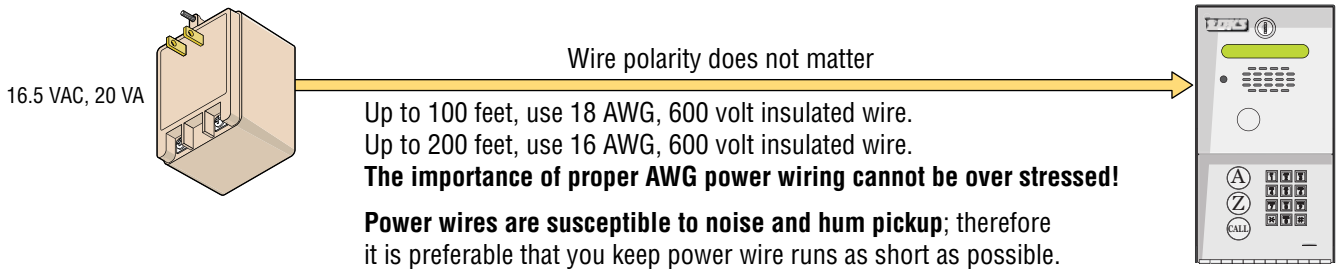 Wire polarity does not matter
16.5 VAC, 20 VA
Up to 100 feet, use 18 AWG, 600 volt insulated wire.
Up to 200 feet, use 16 AWG, 600 volt insulated wire.
The importance of proper AWG power wiring cannot be over stressed!
Power wires are susceptible to noise and hum pickup; therefore
it is preferable that you keep power wire runs as short as possible.
A
Z
CALL